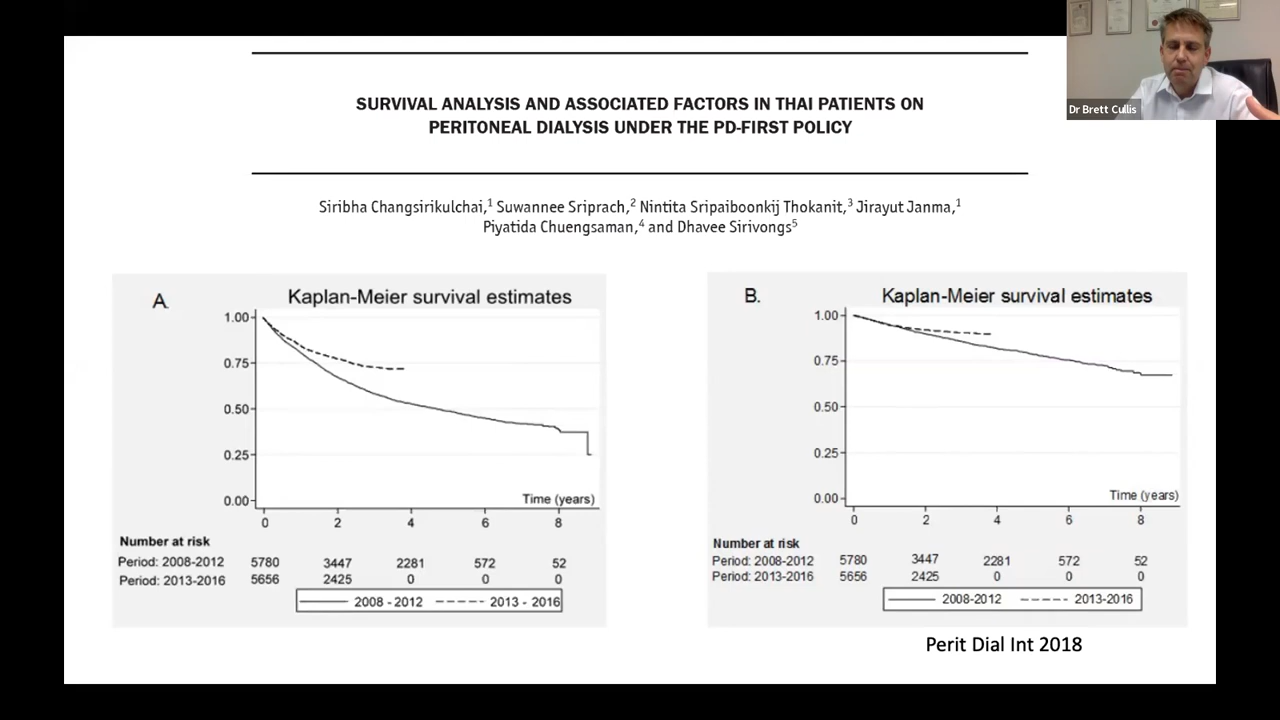 Dr Brett Cullis
SURVIVAL ANALYSIS AND ASSOCIATED FACTORS IN THAI PATIENTS ON
PERITONEAL DIALYSIS UNDER THE PD-FIRST POLICY
Siribha Changsirikulchai,1 Suwannee Sriprach,2 Nintita Sripaiboonkij Thokanit,3 Jirayut Janma,1
Piyatida Chuengsaman,4 and Dhavee Sirivongs5
A.
Kaplan-Meier survival estimates
1.00
0.75
0.50
0.25
0.00
Time (years)
0 2 4 6 8
Number at risk
Period: 2008-2012 5780 3447 2281 572 52
Period: 2013-2016 5656 2425 0 0 0
2008 - 2012 2013 - 2016
B.
Kaplan-Meier survival estimates
1.00
0.75
0.50
0.25
0.00
Time (years)
0 2 4 6 8
Number at risk
Period: 2008-2012 5780 3447 2281 572 52
Period: 2013-2016 5656 2425 0 0 0
2008-2012 2013-2016
Perit Dial Int 2018